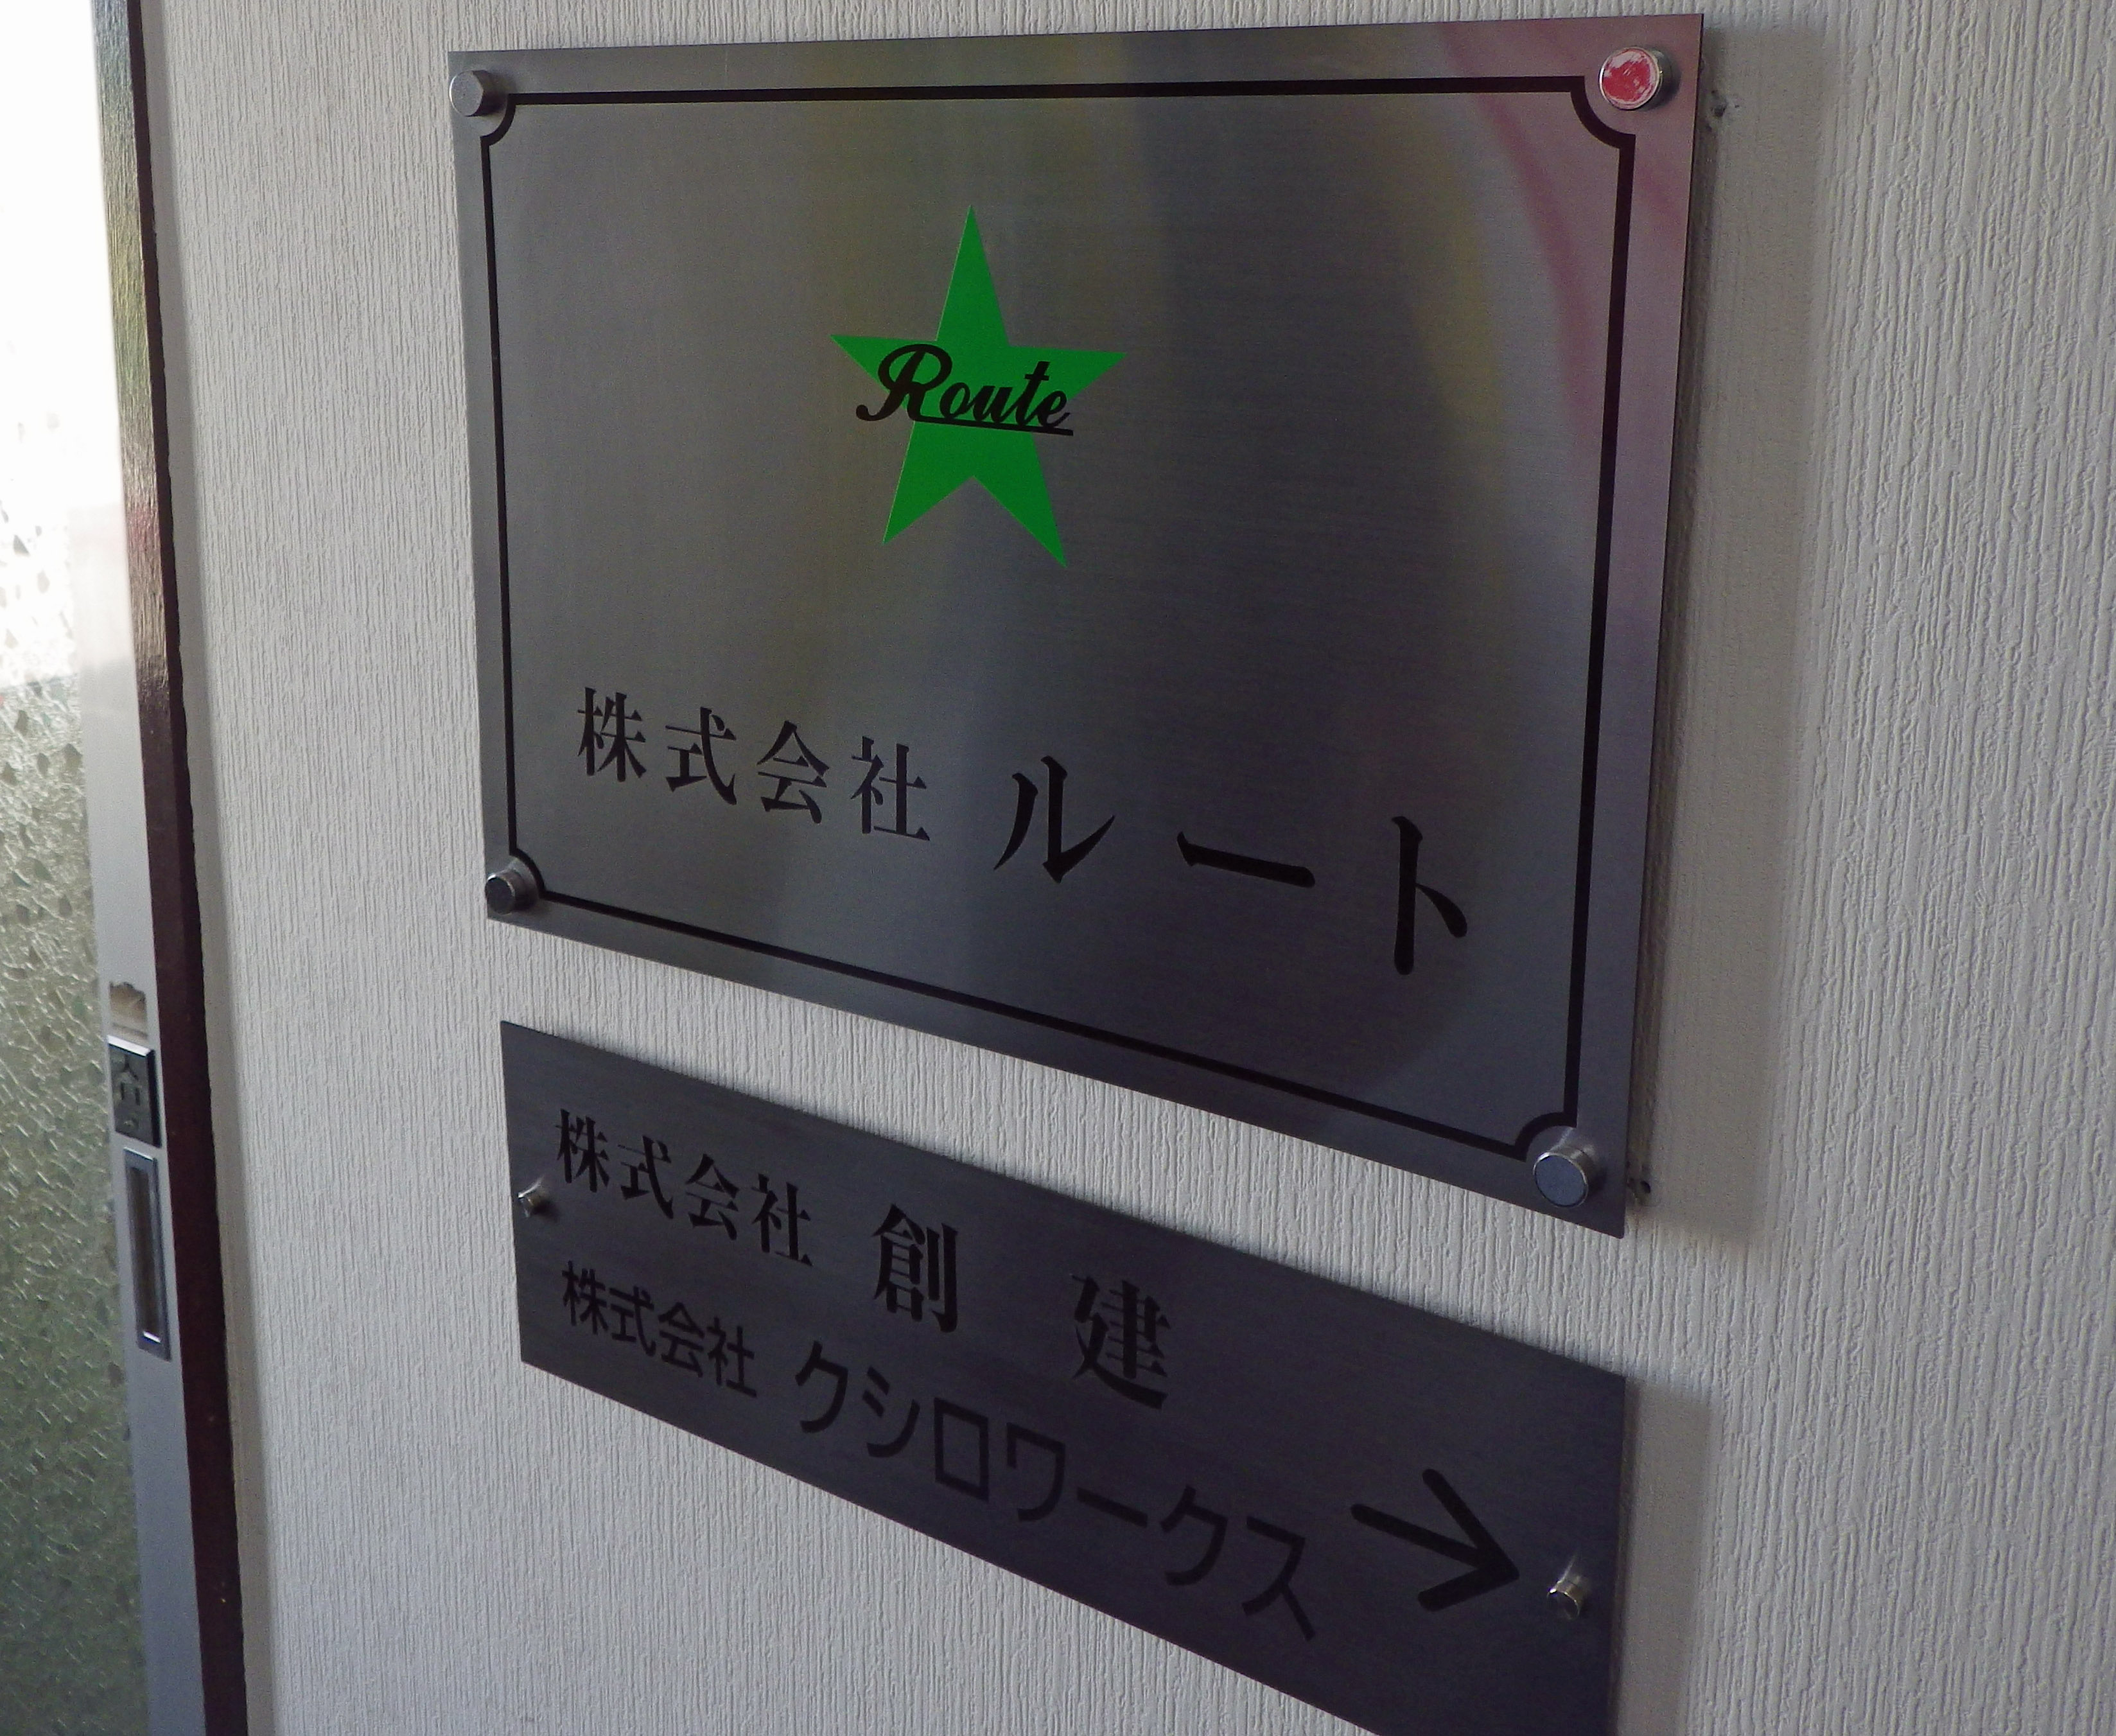 Route
株式会社 ルート
株式会社 創建
株式会社 クシロワークス →